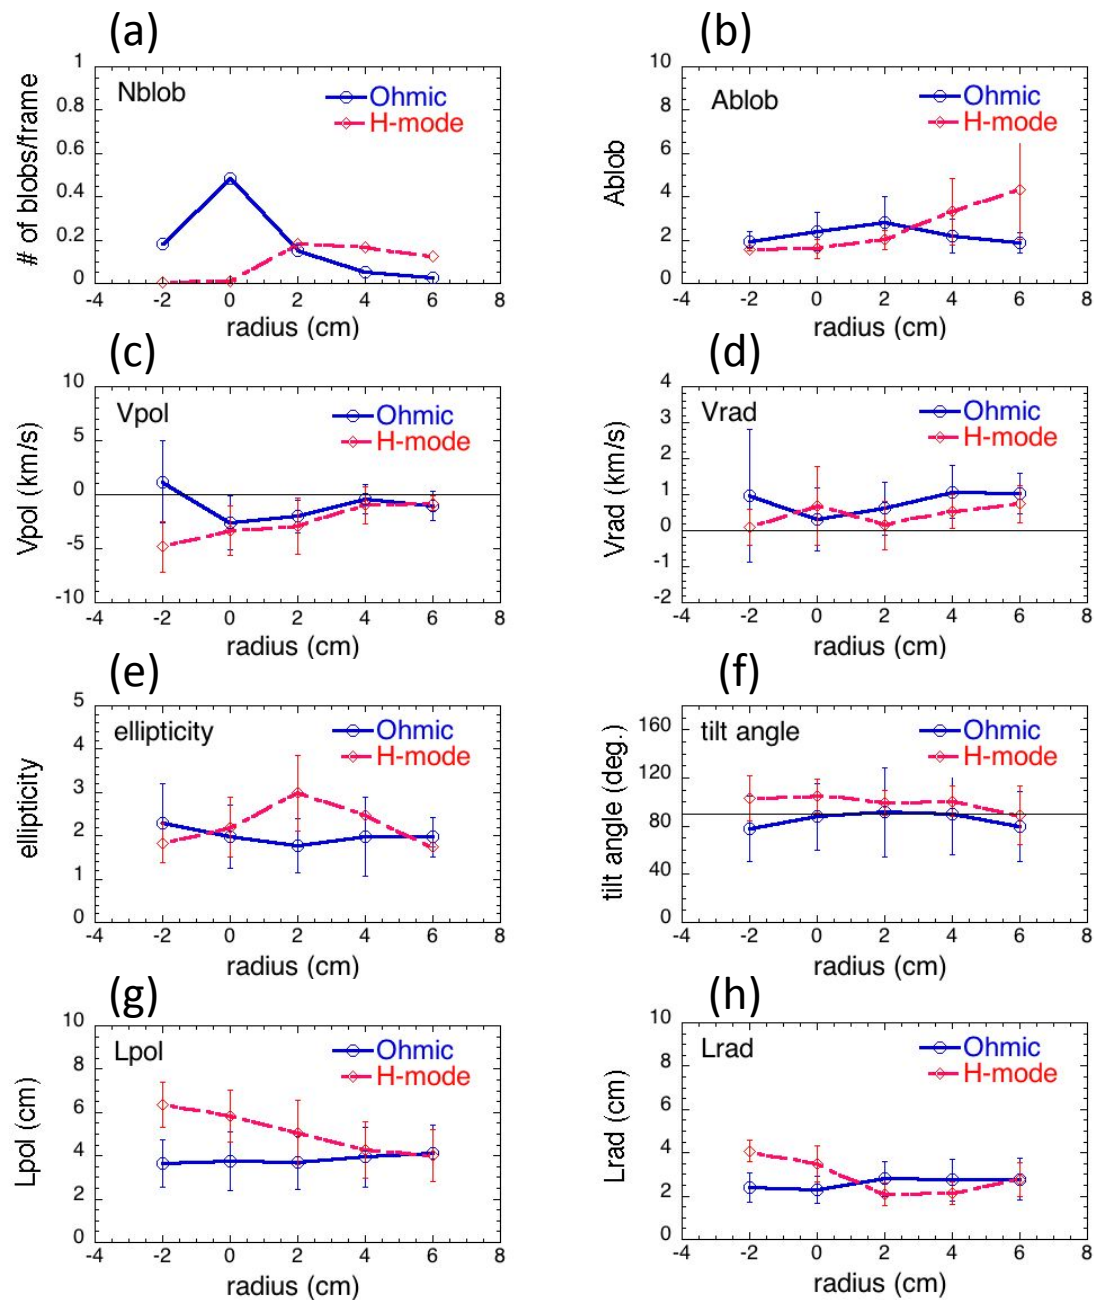 (a)
# of blobs/frame
1
0.8
0.6
0.4
0.2
0
Nblob
Ohmic
H-mode
-4 -2 0 2 4 6 8
radius (cm)
(b)
Ablob
10
8
6
4
2
0
Ablob
Ohmic
H-mode
-4 -2 0 2 4 6 8
radius (cm)
(c)
Vpol (km/s)
10
5
0
-5
-10
Vpol
Ohmic
H-mode
-4 -2 0 2 4 6 8
radius (cm)
(d)
Vrad (km/s)
4
3
2
1
0
-1
-2
Vrad
Ohmic
H-mode
-4 -2 0 2 4 6 8
radius (cm)
(e)
ellipticity
5
4
3
2
1
0
ellipticity
Ohmic
H-mode
-4 -2 0 2 4 6 8
radius (cm)
(f)
tilt angle (deg.)
160
120
80
40
0
tilt angle
Ohmic
H-mode
-4 -2 0 2 4 6 8
radius (cm)
(g)
Lpol (cm)
10
8
6
4
2
0
Lpol
Ohmic
H-mode
-4 -2 0 2 4 6 8
radius (cm)
(h)
Lrad (cm)
10
8
6
4
2
0
Lrad
Ohmic
H-mode
-4 -2 0 2 4 6 8
radius (cm)